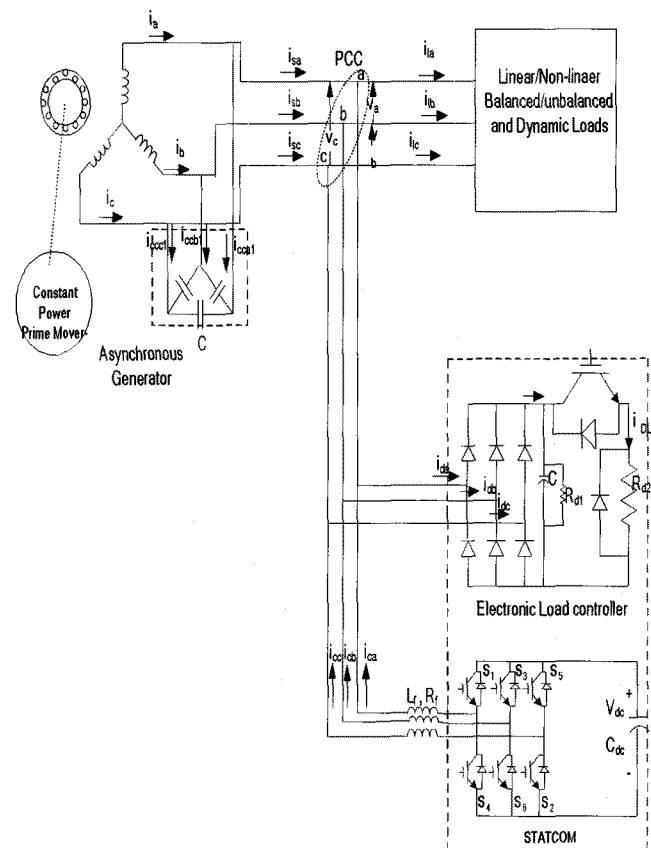 i_a
i_sa
PCC
i_la
a
Linear/Non-linaer
Balanced/unbalanced
and Dynamic Loads
i_sb
b
v_a
i_lb
v_c
v
i_b
i_sc
c
b
i_lc
i_c
i_ccc1
i_ccb1
i_cca1
Constant
Power
Prime Mover
C
Asynchronous
Generator
i_da
i_db
i_dc
C
R_d1
R_d2
Electronic Load controller
i_cc
i_cb
i_ca
L_f, R_f
S_1
S_3
S_5
+
V_dc
C_dc
-
S_4
S_6
S_2
STATCOM